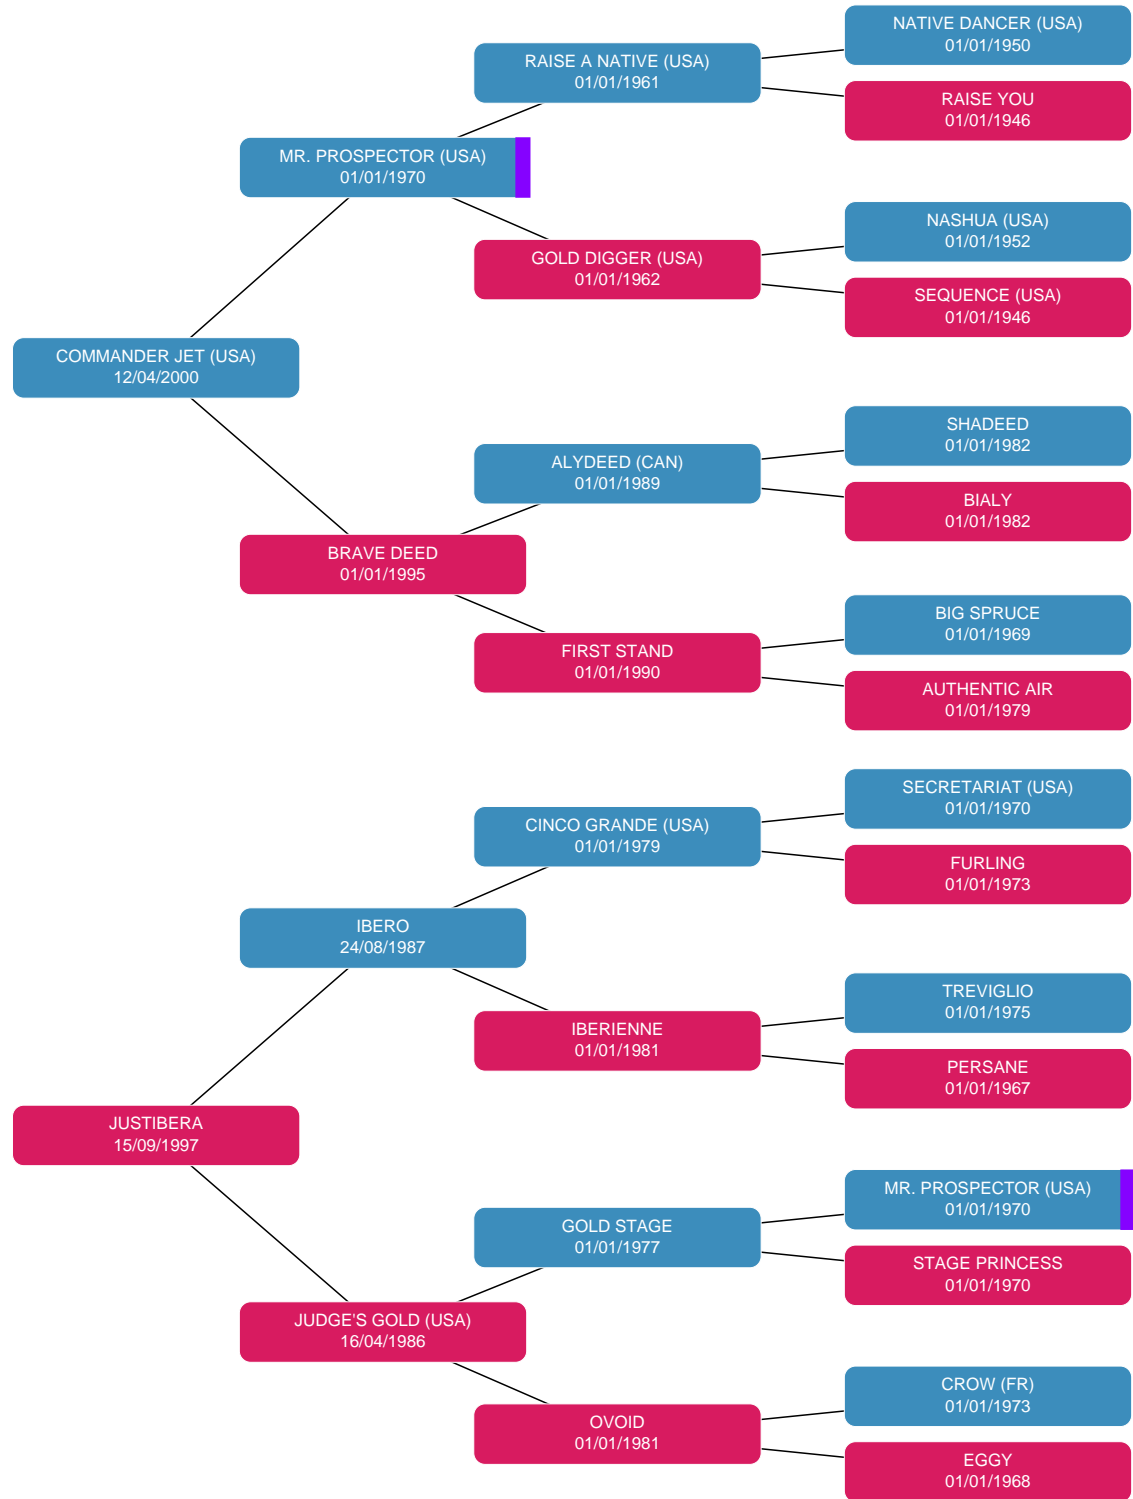 NATIVE DANCER (USA)
01/01/1950
RAISE A NATIVE (USA)
01/01/1961
RAISE YOU
01/01/1946
MR. PROSPECTOR (USA)
01/01/1970
NASHUA (USA)
01/01/1952
GOLD DIGGER (USA)
01/01/1962
SEQUENCE (USA)
01/01/1946
COMMANDER JET (USA)
12/04/2000
SHADEED
01/01/1982
ALYDEED (CAN)
01/01/1989
BIALY
01/01/1982
BRAVE DEED
01/01/1995
BIG SPRUCE
01/01/1969
FIRST STAND
01/01/1990
AUTHENTIC AIR
01/01/1979
SECRETARIAT (USA)
01/01/1970
CINCO GRANDE (USA)
01/01/1979
FURLING
01/01/1973
IBERO
24/08/1987
TREVIGLIO
01/01/1975
IBERIENNE
01/01/1981
PERSANE
01/01/1967
JUSTIBERA
15/09/1997
MR. PROSPECTOR (USA)
01/01/1970
GOLD STAGE
01/01/1977
STAGE PRINCESS
01/01/1970
JUDGE'S GOLD (USA)
16/04/1986
CROW (FR)
01/01/1973
OVOID
01/01/1981
EGGY
01/01/1968